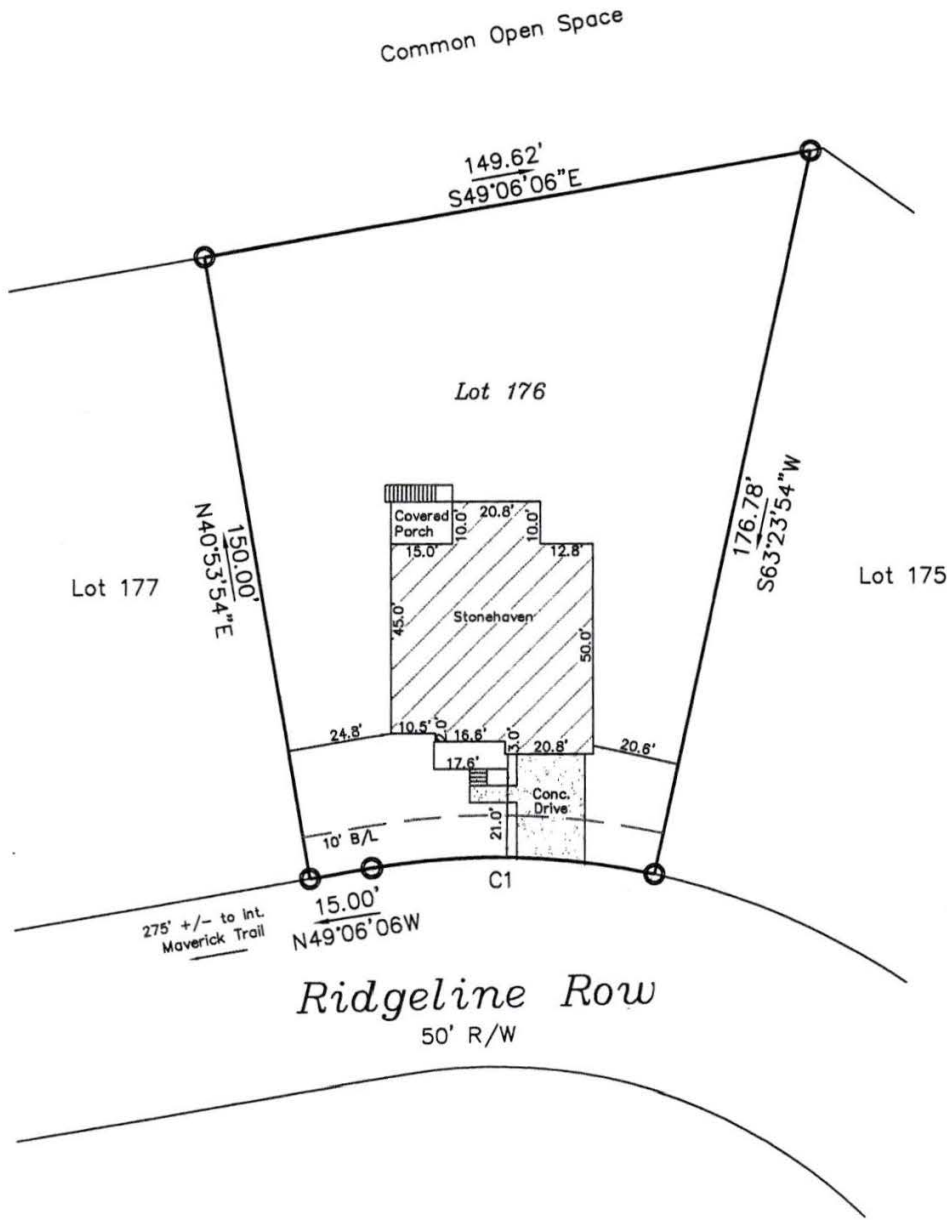 Common Open Space
149.62'
S49°06'06"E
Lot 176
N40°53'54"E
150.00'
176.78'
S63°23'54"W
Lot 177
Lot 175
Covered
Porch
10.0'
20.8'
10.0'
15.0'
12.8'
45.0'
Stonehaven
50.0'
24.8'
10.5'
2.0'
16.6'
3.0'
20.8'
20.6'
17.6'
Conc.
Drive
21.0'
10' B/L
C1
15.00'
N49°06'06W
275' +/- to Int.
Maverick Trail
Ridgeline Row
50' R/W